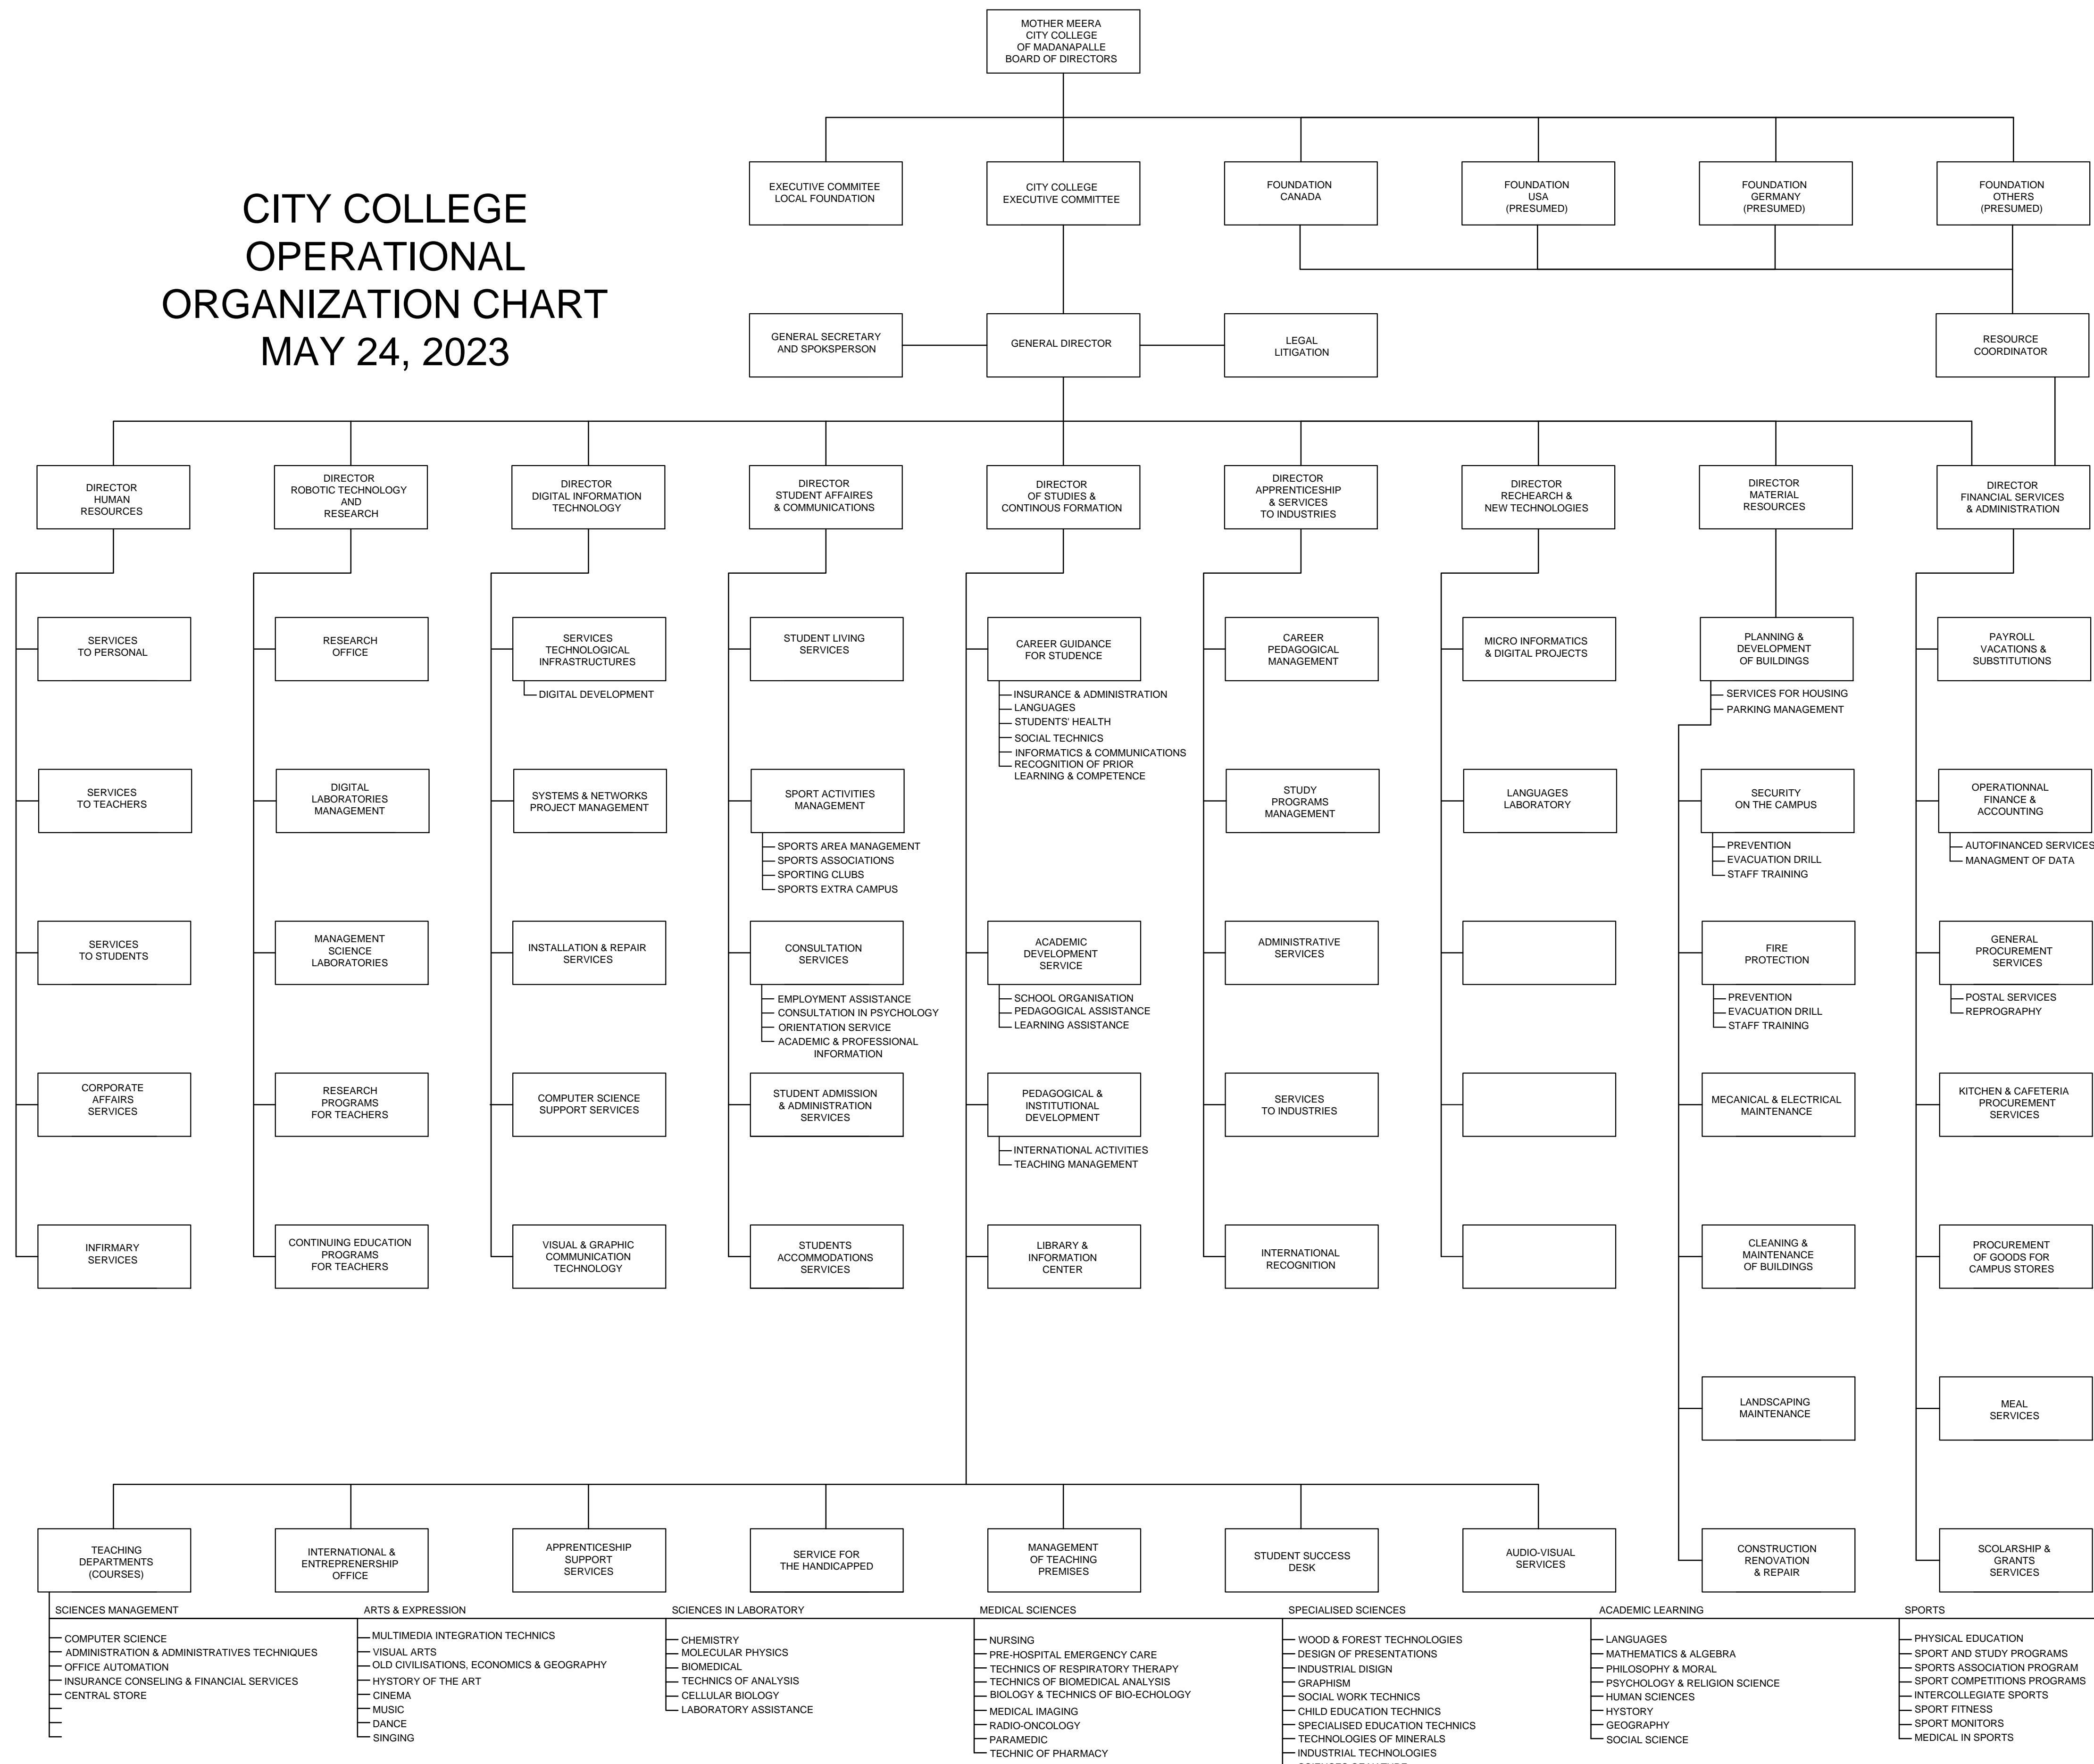 MOTHER MEERA
CITY COLLEGE
OF MADANAPALLE
BOARD OF DIRECTORS
CITY COLLEGE
OPERATIONAL
ORGANIZATION CHART
MAY 24, 2023
EXECUTIVE COMMITEE
LOCAL FOUNDATION
CITY COLLEGE
EXECUTIVE COMMITTEE
FOUNDATION
CANADA
FOUNDATION
USA
(PRESUMED)
FOUNDATION
GERMANY
(PRESUMED)
FOUNDATION
OTHERS
(PRESUMED)
GENERAL SECRETARY
AND SPOKSPERSON
GENERAL DIRECTOR
LEGAL
LITIGATION
RESOURCE
COORDINATOR
DIRECTOR
HUMAN
RESOURCES
DIRECTOR
ROBOTIC TECHNOLOGY
AND
RESEARCH
DIRECTOR
DIGITAL INFORMATION
TECHNOLOGY
DIRECTOR
STUDENT AFFAIRES
& COMMUNICATIONS
DIRECTOR
OF STUDIES &
CONTINOUS FORMATION
DIRECTOR
APPRENTICESHIP
& SERVICES
TO INDUSTRIES
DIRECTOR
RECHEARCH &
NEW TECHNOLOGIES
DIRECTOR
MATERIAL
RESOURCES
DIRECTOR
FINANCIAL SERVICES
& ADMINISTRATION
SERVICES
TO PERSONAL
RESEARCH
OFFICE
SERVICES
TECHNOLOGICAL
INFRASTRUCTURES
DIGITAL DEVELOPMENT
STUDENT LIVING
SERVICES
CAREER GUIDANCE
FOR STUDENCE
INSURANCE & ADMINISTRATION
LANGUAGES
STUDENTS' HEALTH
SOCIAL TECHNICS
INFORMATICS & COMMUNICATIONS
RECOGNITION OF PRIOR
LEARNING & COMPETENCE
CAREER
PEDAGOGICAL
MANAGEMENT
MICRO INFORMATICS
& DIGITAL PROJECTS
PLANNING &
DEVELOPMENT
OF BUILDINGS
SERVICES FOR HOUSING
PARKING MANAGEMENT
PAYROLL
VACATIONS &
SUBSTITUTIONS
SERVICES
TO TEACHERS
DIGITAL
LABORATORIES
MANAGEMENT
SYSTEMS & NETWORKS
PROJECT MANAGEMENT
SPORT ACTIVITIES
MANAGEMENT
SPORTS AREA MANAGEMENT
SPORTS ASSOCIATIONS
SPORTING CLUBS
SPORTS EXTRA CAMPUS
STUDY
PROGRAMS
MANAGEMENT
LANGUAGES
LABORATORY
SECURITY
ON THE CAMPUS
PREVENTION
EVACUATION DRILL
STAFF TRAINING
OPERATIONNAL
FINANCE &
ACCOUNTING
AUTOFINANCED SERVICES
MANAGMENT OF DATA
SERVICES
TO STUDENTS
MANAGEMENT
SCIENCE
LABORATORIES
INSTALLATION & REPAIR
SERVICES
CONSULTATION
SERVICES
EMPLOYMENT ASSISTANCE
CONSULTATION IN PSYCHOLOGY
ORIENTATION SERVICE
ACADEMIC & PROFESSIONAL
INFORMATION
ACADEMIC
DEVELOPMENT
SERVICE
SCHOOL ORGANISATION
PEDAGOGICAL ASSISTANCE
LEARNING ASSISTANCE
ADMINISTRATIVE
SERVICES
FIRE
PROTECTION
PREVENTION
EVACUATION DRILL
STAFF TRAINING
GENERAL
PROCUREMENT
SERVICES
POSTAL SERVICES
REPROGRAPHY
CORPORATE
AFFAIRS
SERVICES
RESEARCH
PROGRAMS
FOR TEACHERS
COMPUTER SCIENCE
SUPPORT SERVICES
STUDENT ADMISSION
& ADMINISTRATION
SERVICES
PEDAGOGICAL &
INSTITUTIONAL
DEVELOPMENT
INTERNATIONAL ACTIVITIES
TEACHING MANAGEMENT
SERVICES
TO INDUSTRIES
MECANICAL & ELECTRICAL
MAINTENANCE
KITCHEN & CAFETERIA
PROCUREMENT
SERVICES
INFIRMARY
SERVICES
CONTINUING EDUCATION
PROGRAMS
FOR TEACHERS
VISUAL & GRAPHIC
COMMUNICATION
TECHNOLOGY
STUDENTS
ACCOMMODATIONS
SERVICES
LIBRARY &
INFORMATION
CENTER
INTERNATIONAL
RECOGNITION
CLEANING &
MAINTENANCE
OF BUILDINGS
PROCUREMENT
OF GOODS FOR
CAMPUS STORES
LANDSCAPING
MAINTENANCE
MEAL
SERVICES
TEACHING
DEPARTMENTS
(COURSES)
INTERNATIONAL &
ENTREPRENERSHIP
OFFICE
APPRENTICESHIP
SUPPORT
SERVICES
SERVICE FOR
THE HANDICAPPED
MANAGEMENT
OF TEACHING
PREMISES
STUDENT SUCCESS
DESK
AUDIO-VISUAL
SERVICES
CONSTRUCTION
RENOVATION
& REPAIR
SCOLARSHIP &
GRANTS
SERVICES
SCIENCES MANAGEMENT
COMPUTER SCIENCE
ADMINISTRATION & ADMINISTRATIVES TECHNIQUES
OFFICE AUTOMATION
INSURANCE CONSELING & FINANCIAL SERVICES
CENTRAL STORE
ARTS & EXPRESSION
MULTIMEDIA INTEGRATION TECHNICS
VISUAL ARTS
OLD CIVILISATIONS, ECONOMICS & GEOGRAPHY
HYSTORY OF THE ART
CINEMA
MUSIC
DANCE
SINGING
SCIENCES IN LABORATORY
CHEMISTRY
MOLECULAR PHYSICS
BIOMEDICAL
TECHNICS OF ANALYSIS
CELLULAR BIOLOGY
LABORATORY ASSISTANCE
MEDICAL SCIENCES
NURSING
PRE-HOSPITAL EMERGENCY CARE
TECHNICS OF RESPIRATORY THERAPY
TECHNICS OF BIOMEDICAL ANALYSIS
BIOLOGY & TECHNICS OF BIO-ECHOLOGY
MEDICAL IMAGING
RADIO-ONCOLOGY
PARAMEDIC
TECHNIC OF PHARMACY
SPECIALISED SCIENCES
WOOD & FOREST TECHNOLOGIES
DESIGN OF PRESENTATIONS
INDUSTRIAL DISIGN
GRAPHISM
SOCIAL WORK TECHNICS
CHILD EDUCATION TECHNICS
SPECIALISED EDUCATION TECHNICS
TECHNOLOGIES OF MINERALS
INDUSTRIAL TECHNOLOGIES
ACADEMIC LEARNING
LANGUAGES
MATHEMATICS & ALGEBRA
PHILOSOPHY & MORAL
PSYCHOLOGY & RELIGION SCIENCE
HUMAN SCIENCES
HYSTORY
GEOGRAPHY
SOCIAL SCIENCE
SPORTS
PHYSICAL EDUCATION
SPORT AND STUDY PROGRAMS
SPORTS ASSOCIATION PROGRAM
SPORT COMPETITIONS PROGRAMS
INTERCOLLEGIATE SPORTS
SPORT FITNESS
SPORT MONITORS
MEDICAL IN SPORTS